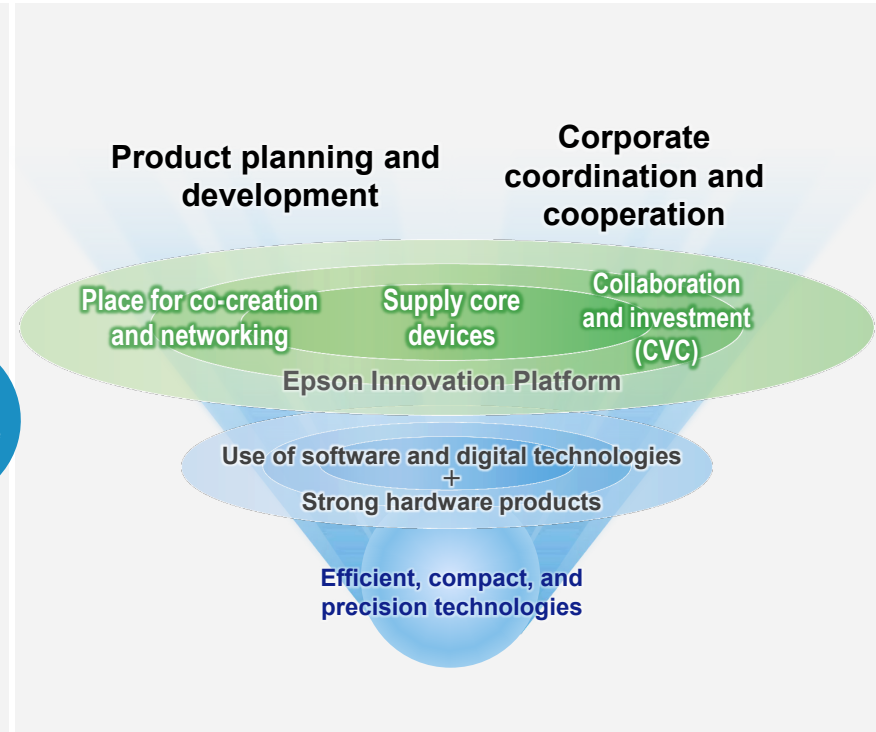 Product planning and
development
Corporate
coordination and
cooperation
Place for co-creation
and networking
Supply core
devices
Collaboration
and investment
(CVC)
Epson Innovation Platform
Use of software and digital technologies
+
Strong hardware products
Efficient, compact, and
precision technologies